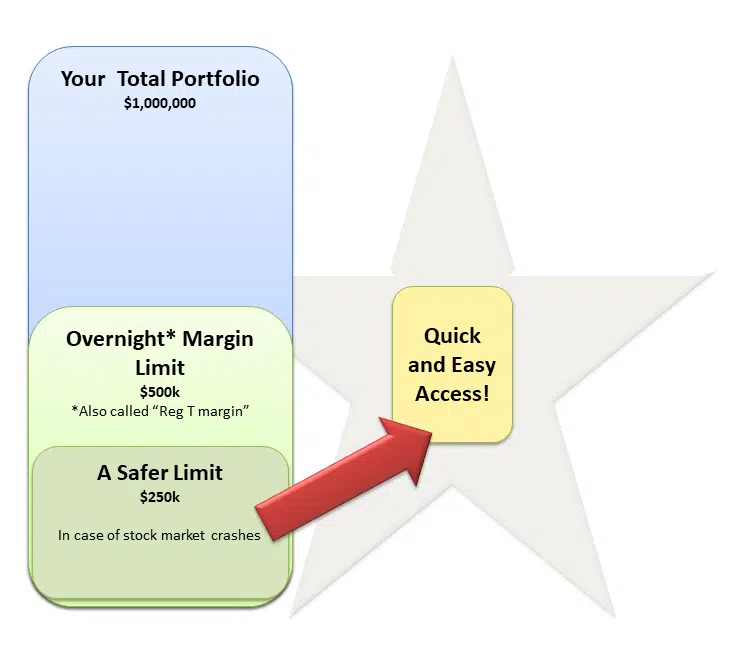 Your Total Portfolio
$1,000,000
Overnight* Margin
Limit
$500k
*Also called “Reg T margin”
A Safer Limit
$250k
In case of stock market crashes
Quick
and Easy
Access!